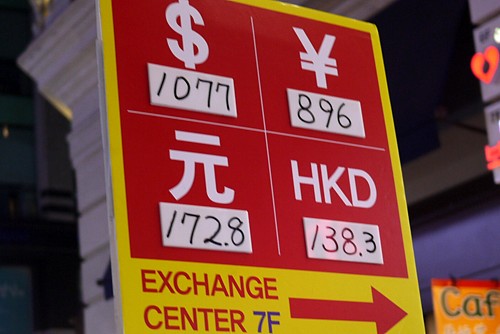 $ ¥
1077 896
元 HKD
172.8 138.3
EXCHANGE
CENTER 7F
Caf